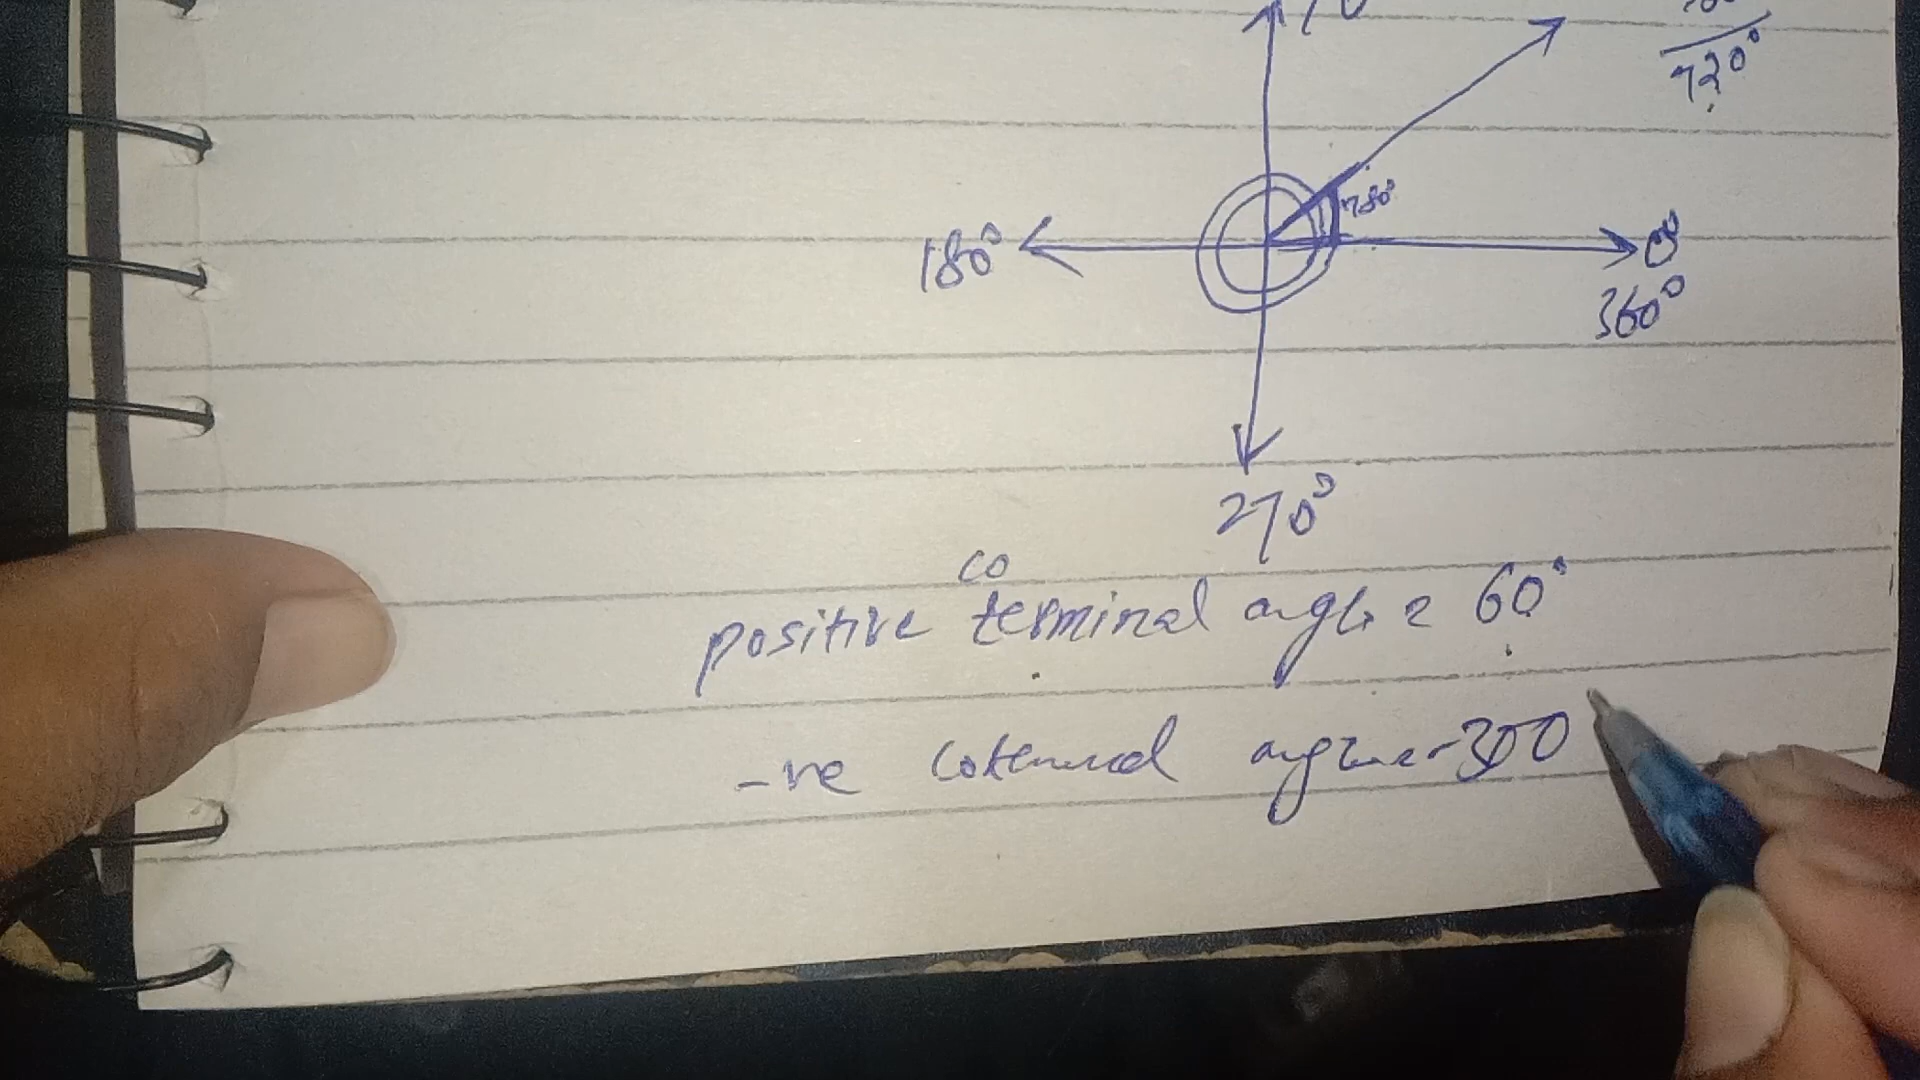 720°
780°
180°
0°
360°
270°
co
positive terminal angle = 60°
-ve coterminal angle = -300